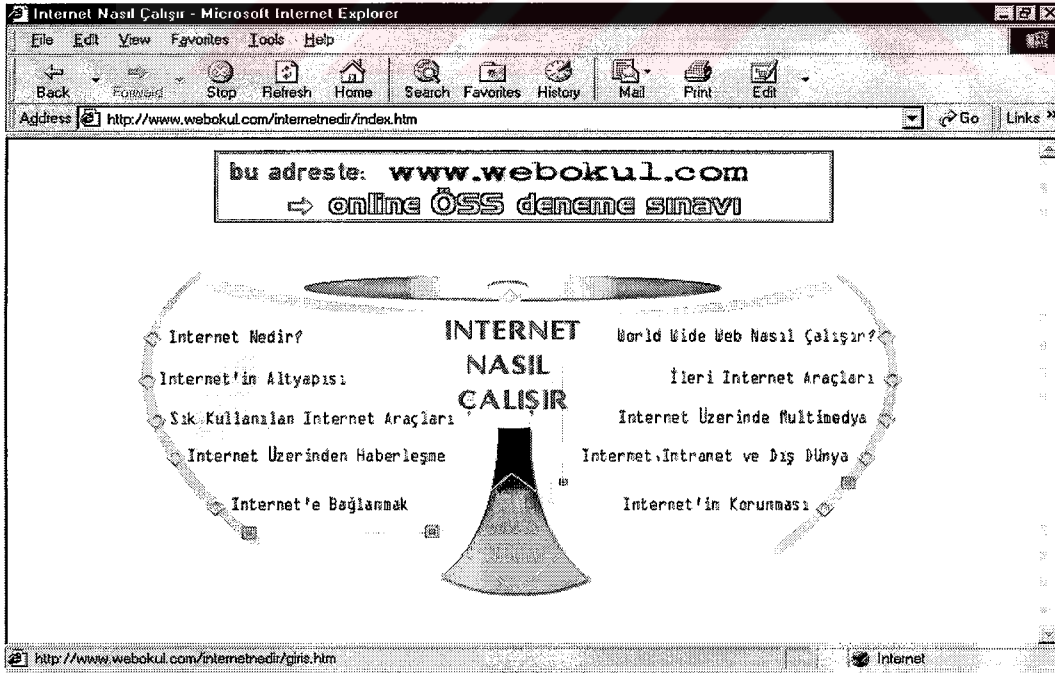 Internet Nasıl Çalışır - Microsoft Internet Explorer
File Edit View Favorites Tools Help
Back Forward Stop Refresh Home Search Favorites History Mail Print Edit
Address http://www.webokul.com/internetnedir/index.htm Go Links »
bu adreste: www.webokul.com
⇨ online ÖSS deneme sınavı
INTERNET
NASIL
ÇALIŞIR
Internet Nedir?
Internet'in Altyapısı
Sık Kullanılan Internet Araçları
Internet Üzerinden Haberleşme
Internet'e Bağlanmak
World Wide Web Nasıl Çalışır?
İleri Internet Araçları
Internet Üzerinde Multimedya
Internet,Intranet ve Dış Dünya
Internet'in Korunması
http://www.webokul.com/internetnedir/giris.htm Internet